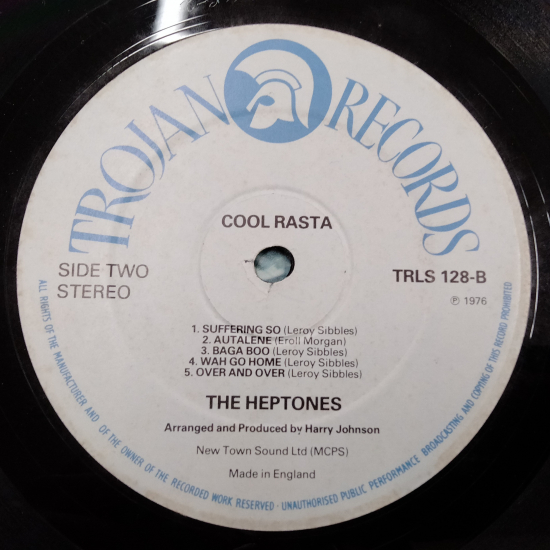 TROJAN RECORDS
COOL RASTA
SIDE TWO
STEREO
TRLS 128-B
℗ 1976
1. SUFFERING SO (Leroy Sibbles)
2. AUTALENE (Eroll Morgan)
3. BAGA BOO (Leroy Sibbles)
4. WAH GO HOME (Leroy Sibbles)
5. OVER AND OVER (Leroy Sibbles)
THE HEPTONES
Arranged and Produced by Harry Johnson
New Town Sound Ltd (MCPS)
Made in England
ALL RIGHTS OF THE MANUFACTURER AND OF THE OWNER OF THE RECORDED WORK RESERVED · UNAUTHORISED PUBLIC PERFORMANCE BROADCASTING AND COPYING OF THIS RECORD PROHIBITED